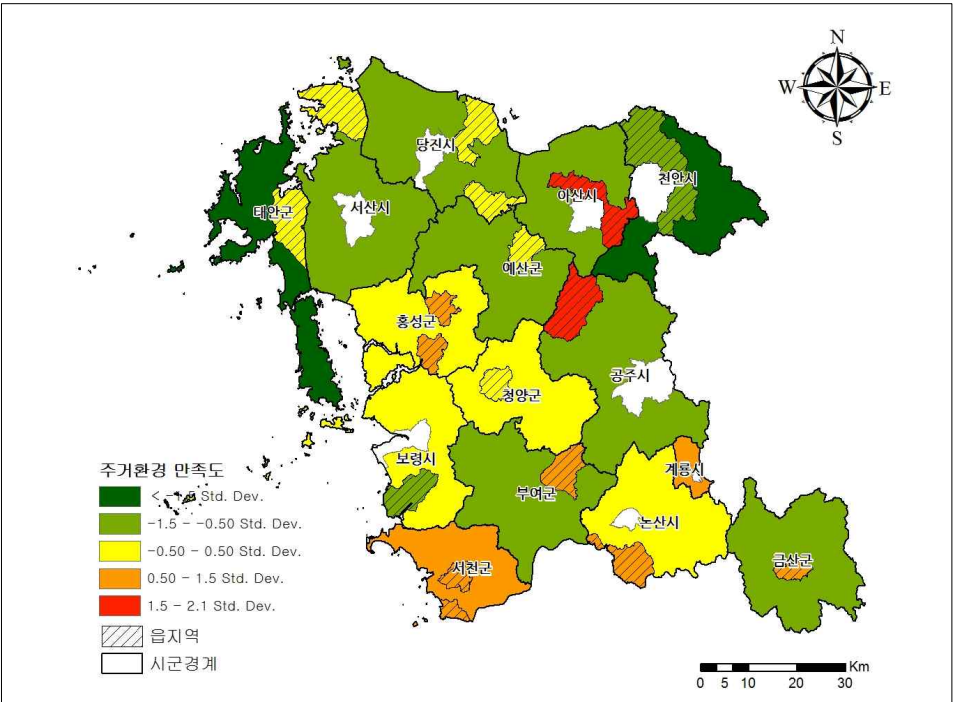 N
W
E
S
당진시
천안시
아산시
서산시
태안군
예산군
홍성군
공주시
청양군
보령시
계룡시
부여군
논산시
서천군
금산군
주거환경 만족도
< -1.5 Std. Dev.
-1.5 - -0.50 Std. Dev.
-0.50 - 0.50 Std. Dev.
0.50 - 1.5 Std. Dev.
1.5 - 2.1 Std. Dev.
읍지역
시군경계
Km
0 5 10 20 30